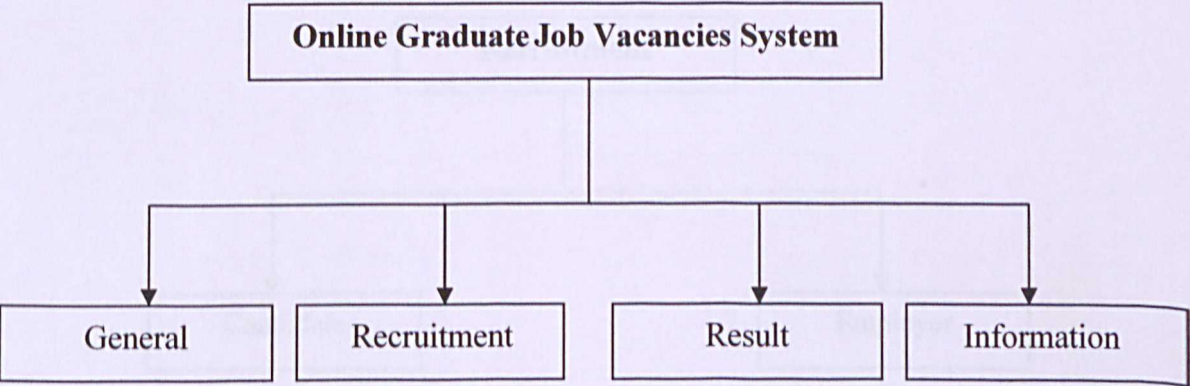 Online Graduate Job Vacancies System
General
Recruitment
Result
Information